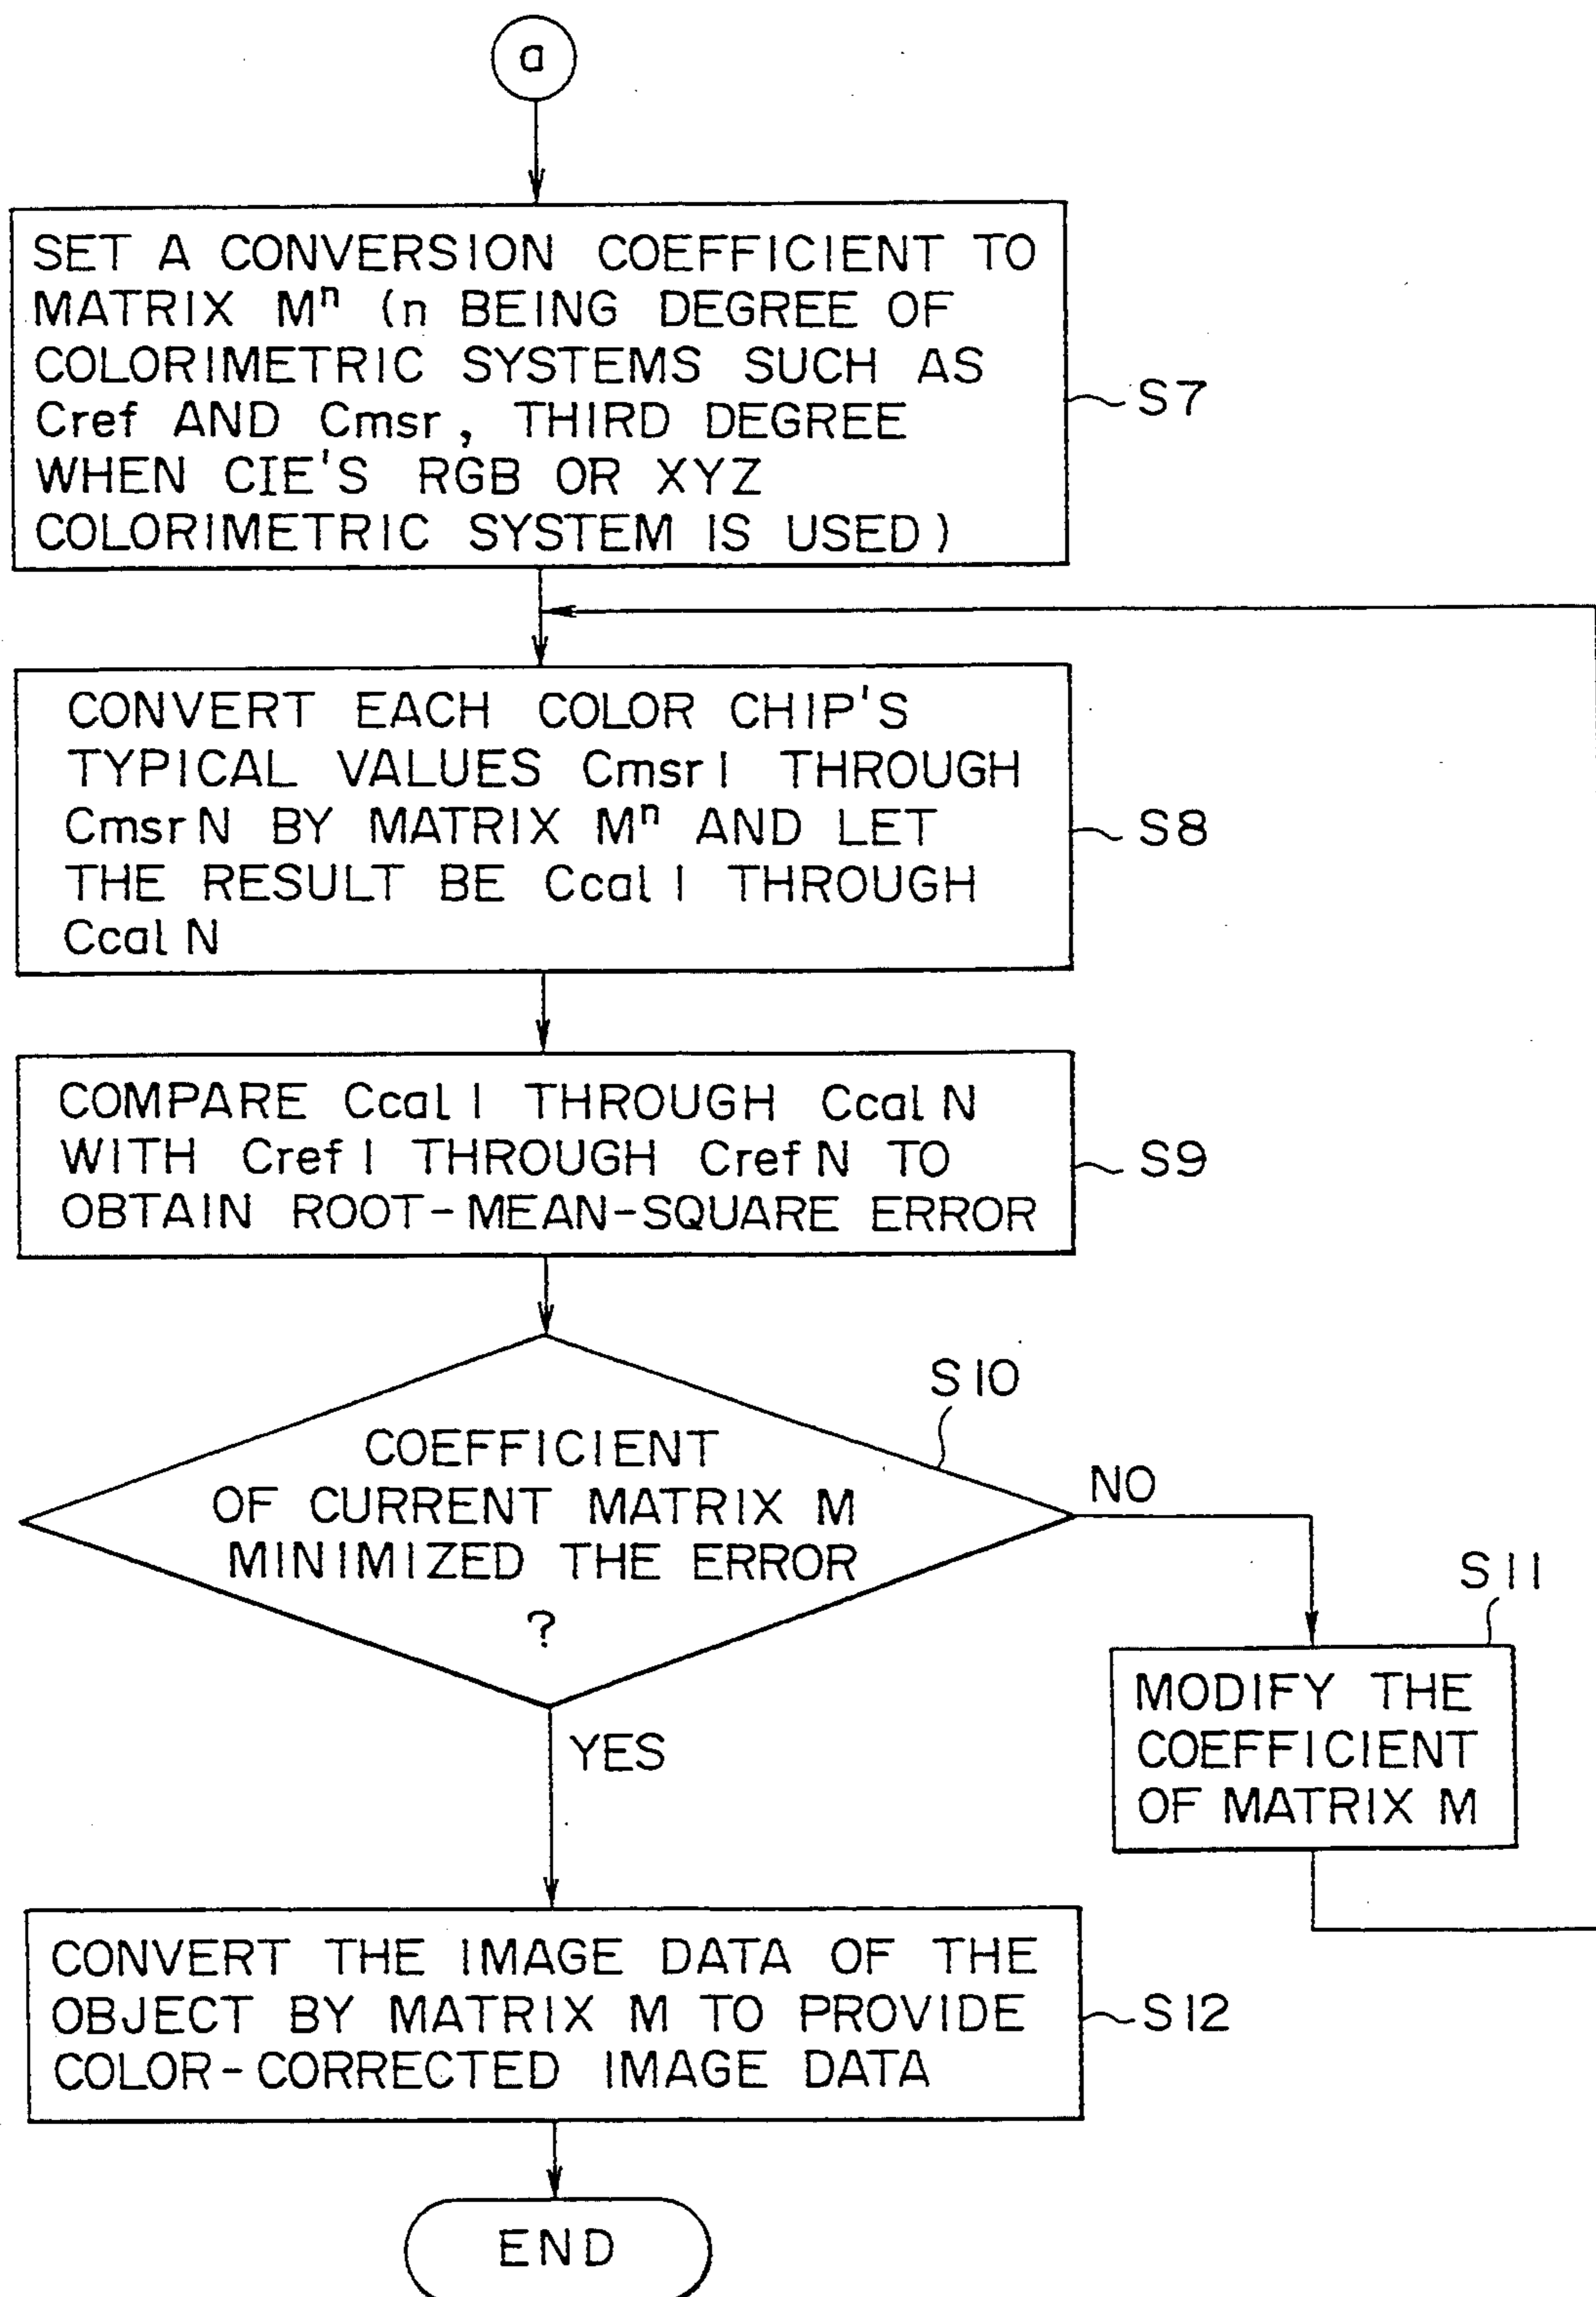 a
SET A CONVERSION COEFFICIENT TO
MATRIX Mⁿ (n BEING DEGREE OF
COLORIMETRIC SYSTEMS SUCH AS
Cref AND Cmsr, THIRD DEGREE
WHEN CIE'S RGB OR XYZ
COLORIMETRIC SYSTEM IS USED)
S7
CONVERT EACH COLOR CHIP'S
TYPICAL VALUES Cmsr1 THROUGH
CmsrN BY MATRIX Mⁿ AND LET
THE RESULT BE Ccal1 THROUGH
CcalN
S8
COMPARE Ccal1 THROUGH CcalN
WITH Cref1 THROUGH CrefN TO
OBTAIN ROOT-MEAN-SQUARE ERROR
S9
S10
COEFFICIENT
OF CURRENT MATRIX M
MINIMIZED THE ERROR
?
NO
YES
S11
MODIFY THE
COEFFICIENT
OF MATRIX M
CONVERT THE IMAGE DATA OF THE
OBJECT BY MATRIX M TO PROVIDE
COLOR-CORRECTED IMAGE DATA
S12
END